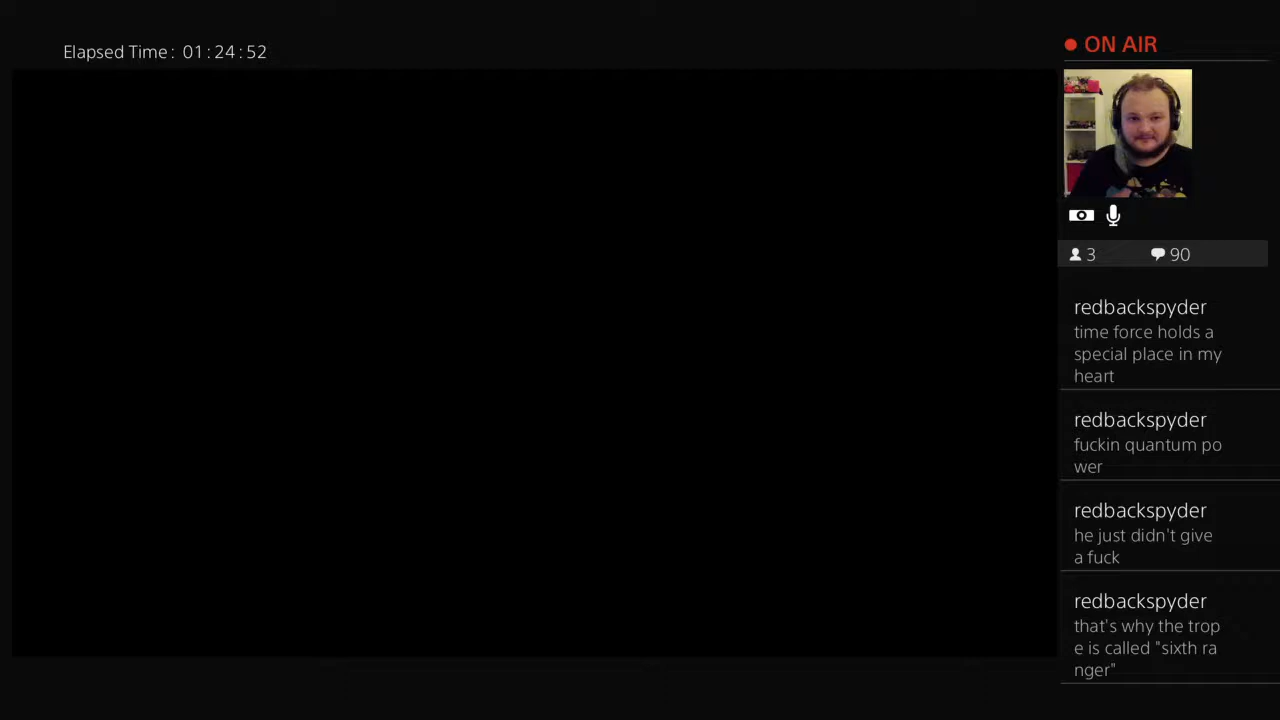 Elapsed Time: 01:24:52
ON AIR
3
90
redbackspyder
time force holds a
special place in my
heart
redbackspyder
fuckin quantum po
wer
redbackspyder
he just didn't give
a fuck
redbackspyder
that's why the trop
e is called "sixth ra
nger"